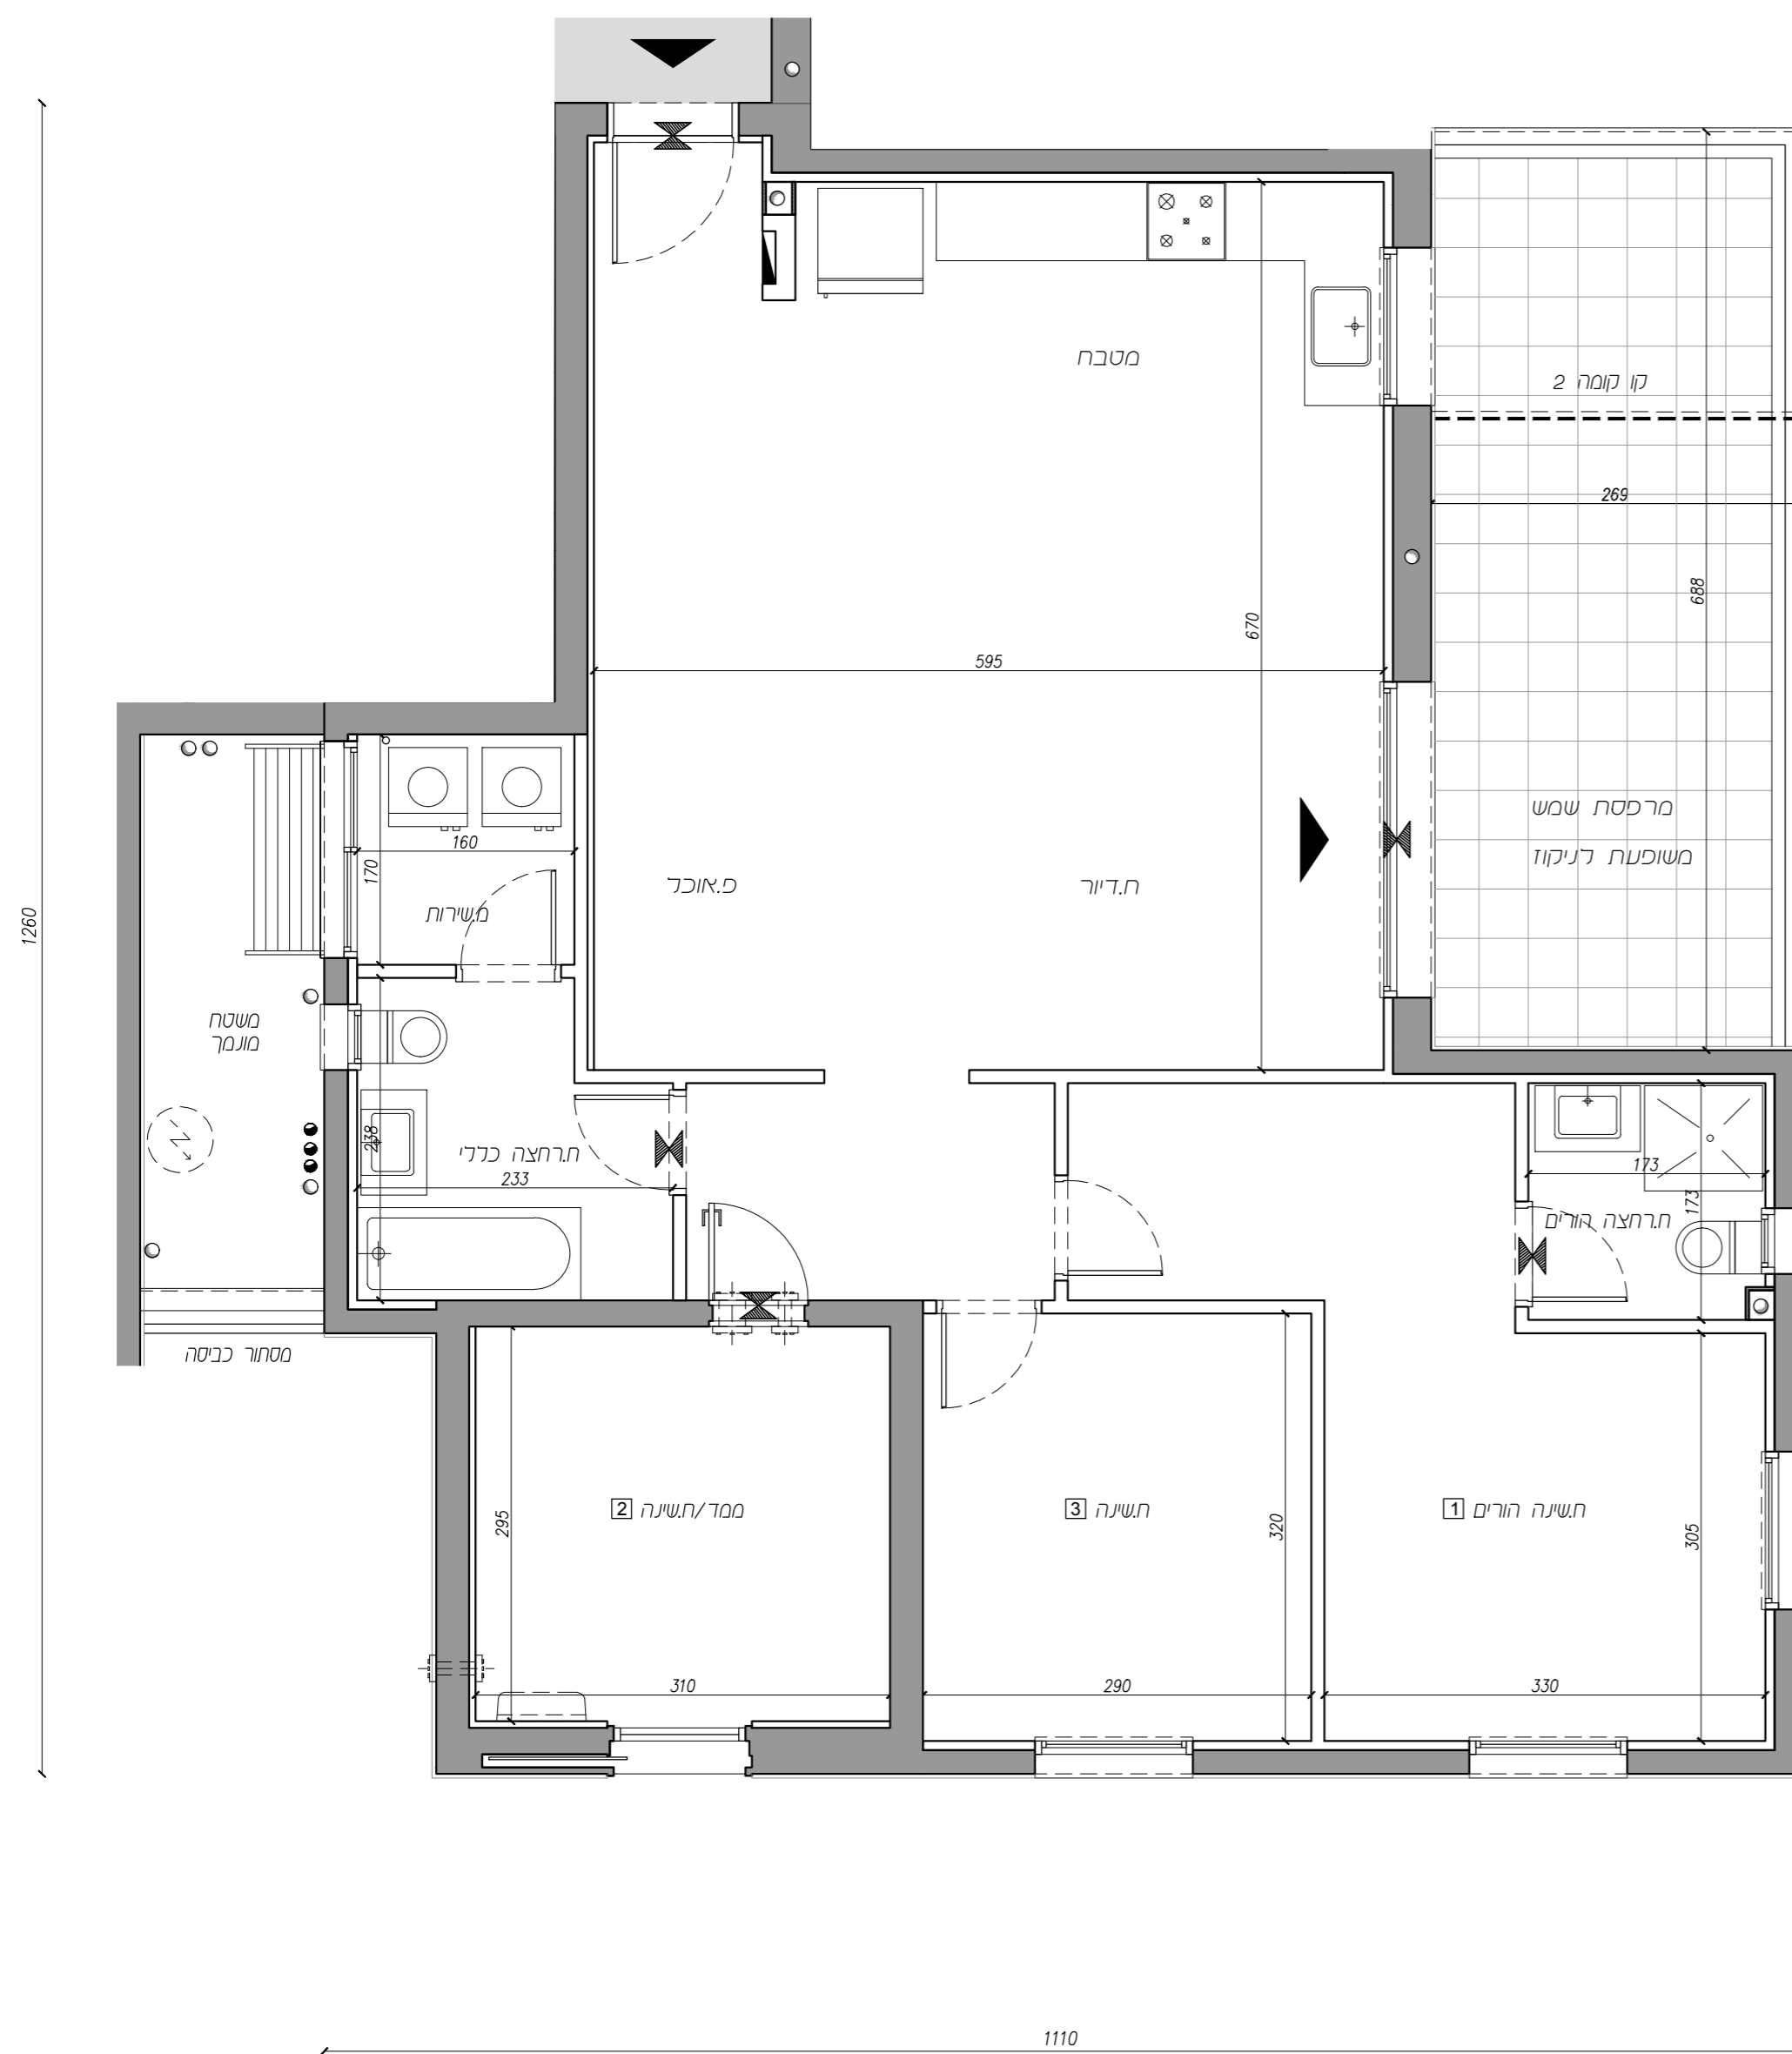 מטבח
קו קומה 2
269
688
670
595
מרפסת שמש
משופעת לניקוז
160
170
פ.אוכל
ח.דיור
מ.שירות
1260
משטח
מונמך
238
ח.רחצה כללי
233
173
173
ח.רחצה הורים
מסתור כביסה
ממד/ח.שינה 2
ח.שינה 3
ח.שינה הורים 1
295
320
305
310
290
330
1110